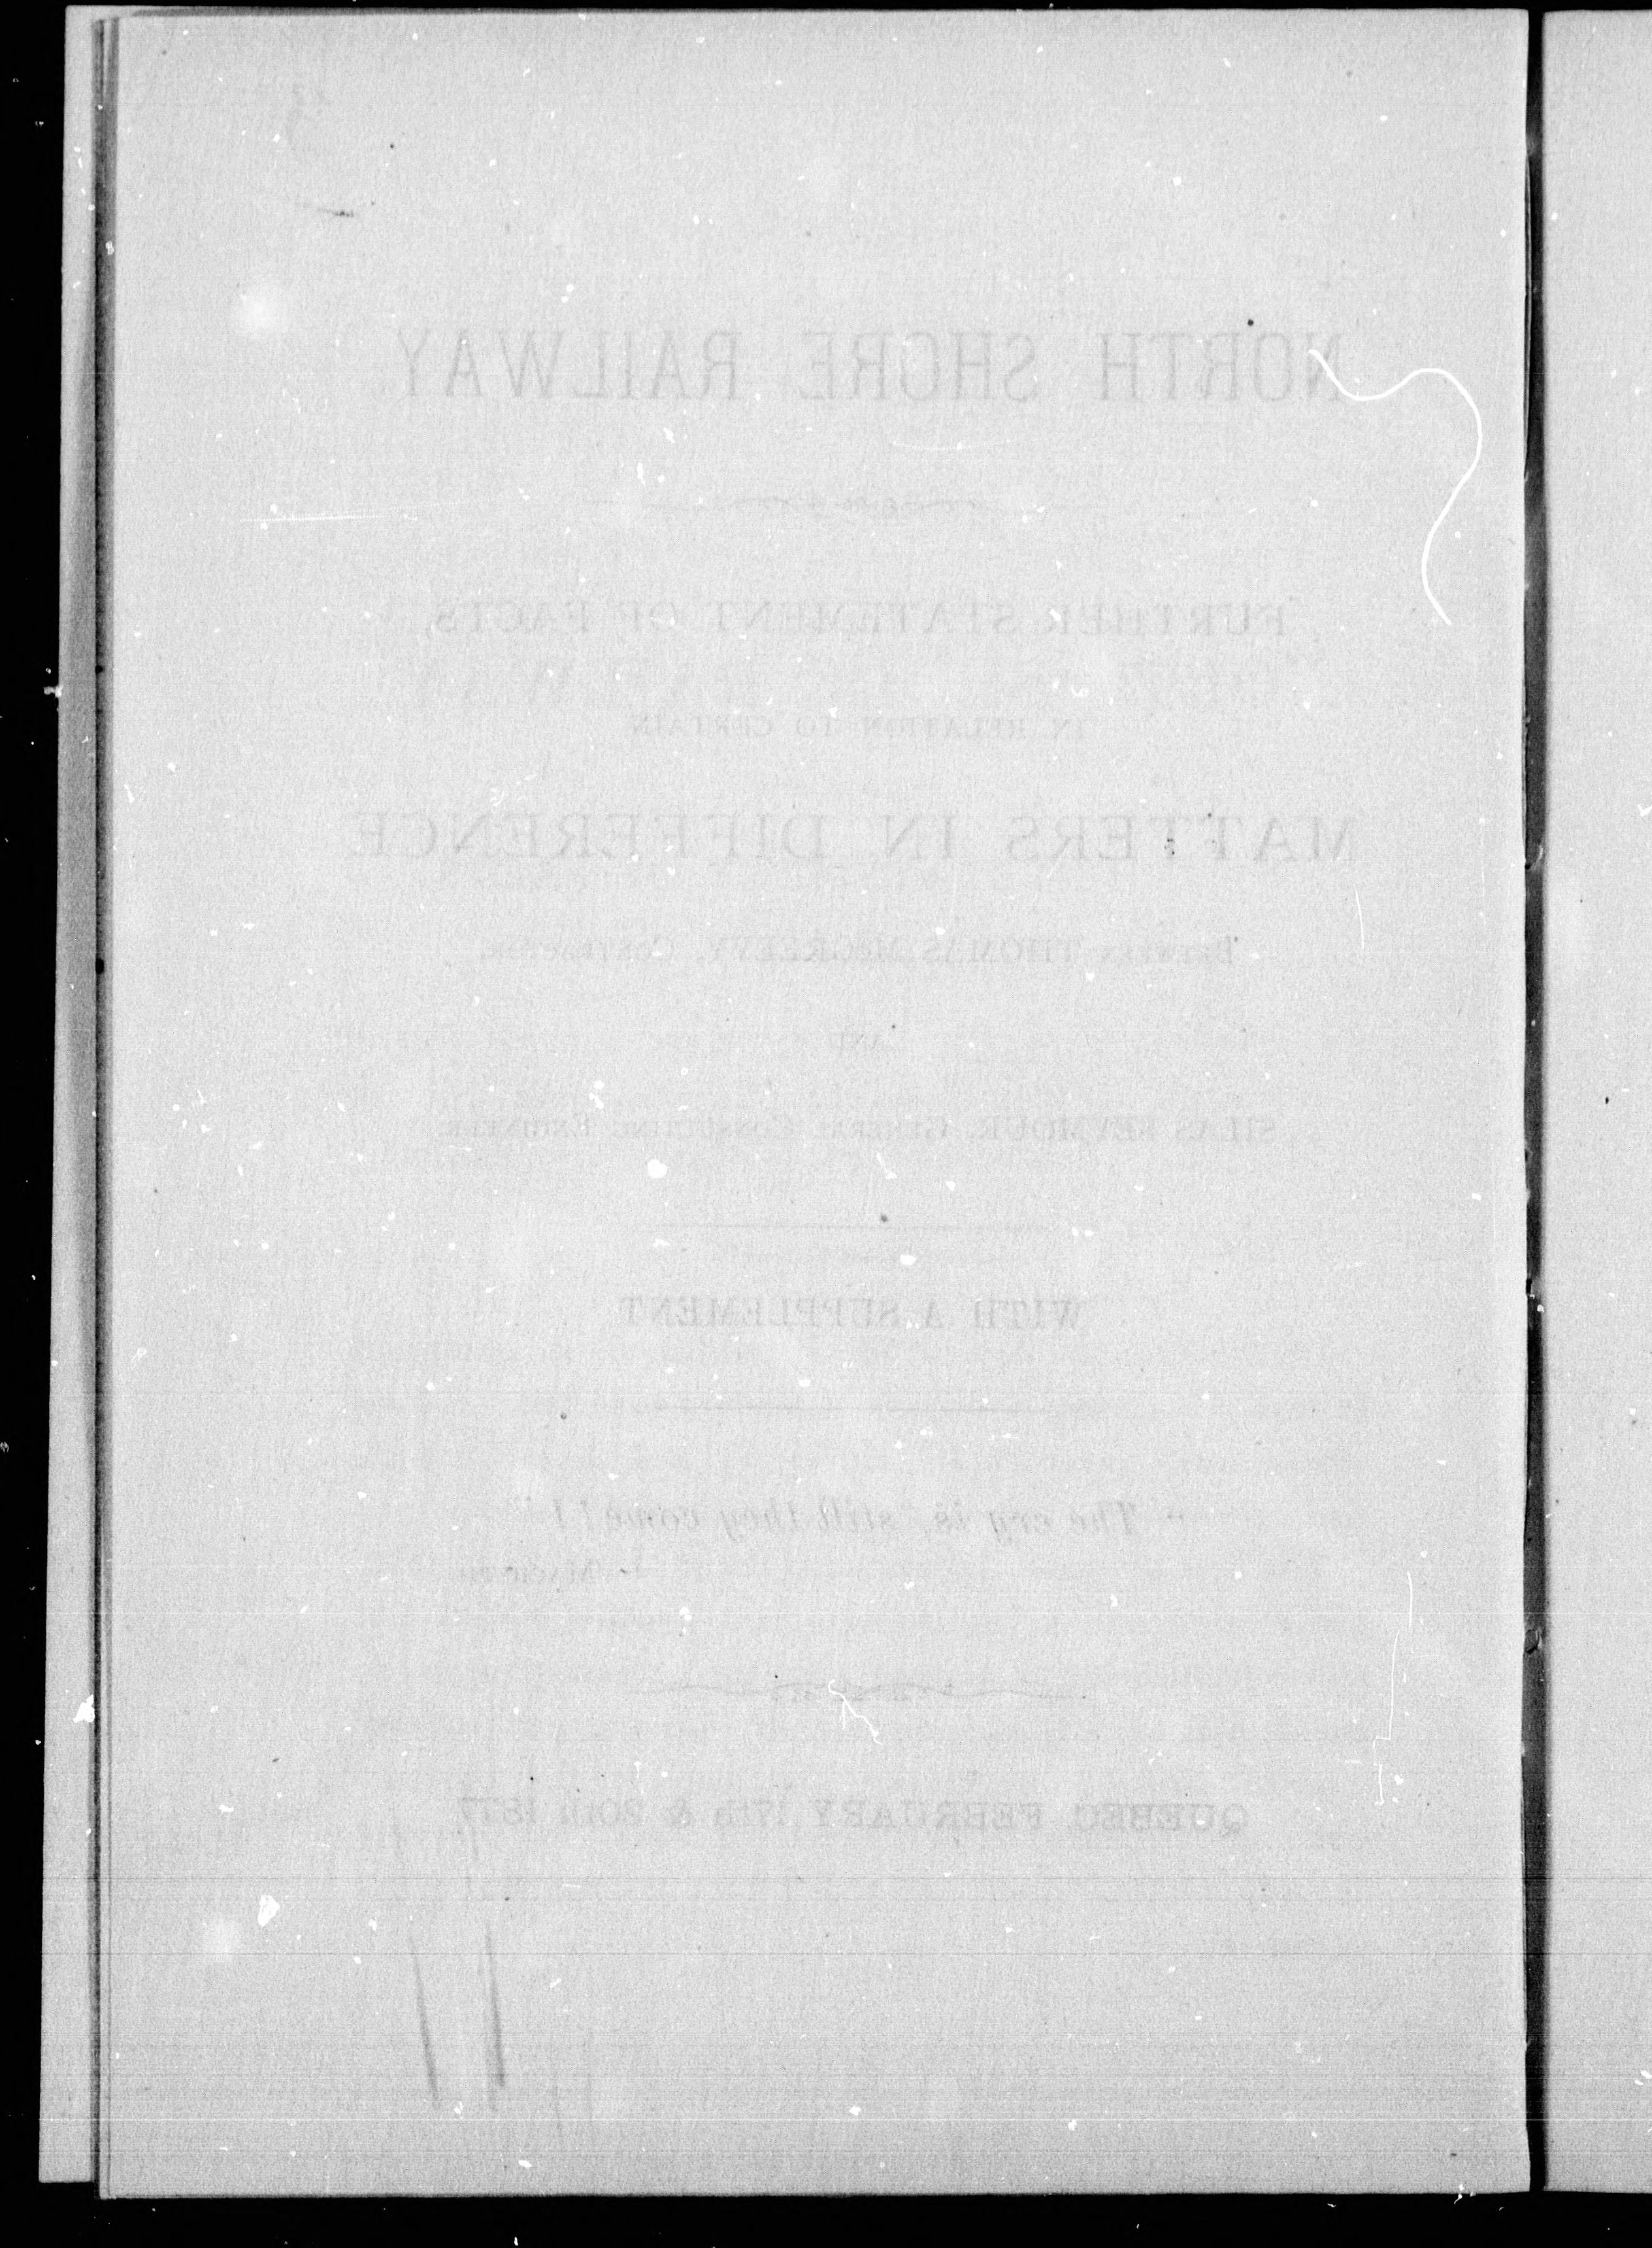 NORTH SHORE RAILWAY.
FURTHER STATEMENT OF FACTS,
IN RELATION TO CERTAIN
MATTERS IN DIFFERENCE
BETWEEN THOMAS McGREEVY, CONTRACTOR,
AND
SILAS SEYMOUR, GENERAL CONSULTING ENGINEER.
WITH A SUPPLEMENT
"The cry is, still they come!!"
MACBETH.
QUEBEC, FEBRUARY 17th & 20th 1877.